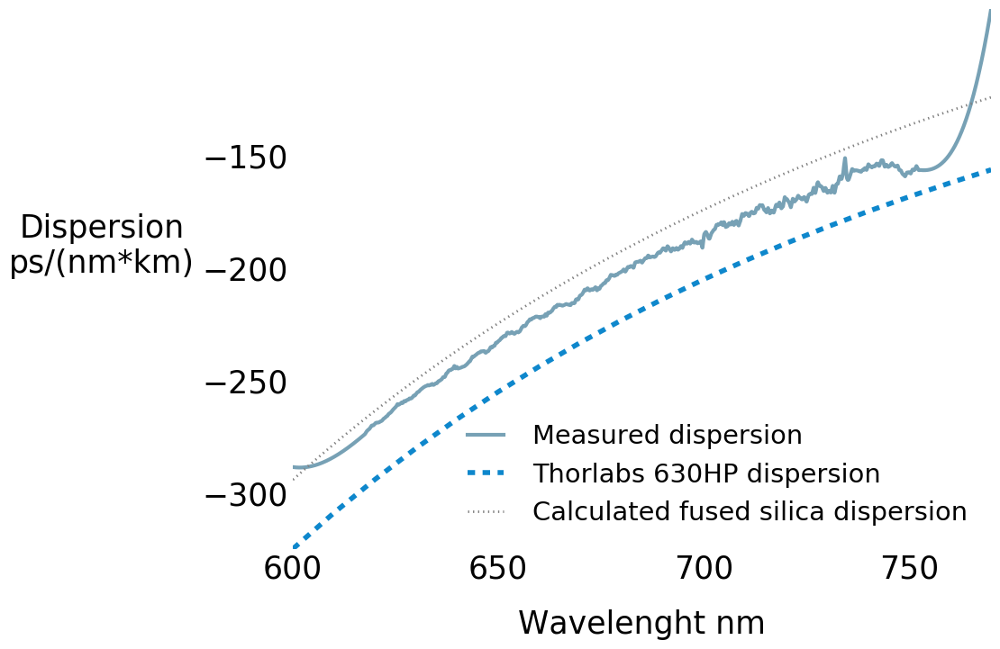 −150
Dispersion
ps/(nm*km)
−200
−250
−300
Measured dispersion
Thorlabs 630HP dispersion
Calculated fused silica dispersion
600 650 700 750
Wavelenght nm